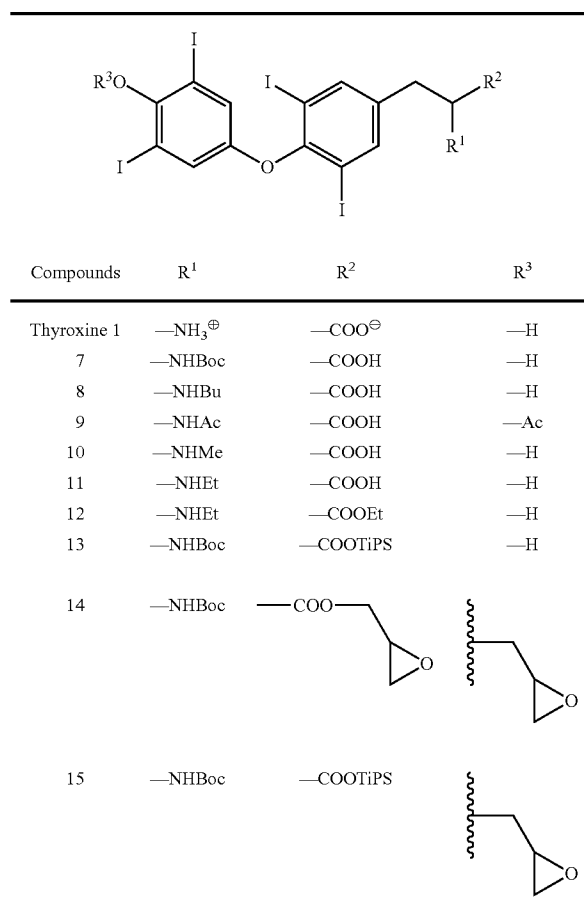 I
R³O
I
R²
R¹
I
O
I
Compounds R¹ R² R³
Thyroxine 1 —NH₃⊕ —COO⊖ —H
7 —NHBoc —COOH —H
8 —NHBu —COOH —H
9 —NHAc —COOH —Ac
10 —NHMe —COOH —H
11 —NHEt —COOH —H
12 —NHEt —COOEt —H
13 —NHBoc —COOTiPS —H
14 —NHBoc —COO
O
O
15 —NHBoc —COOTiPS
O